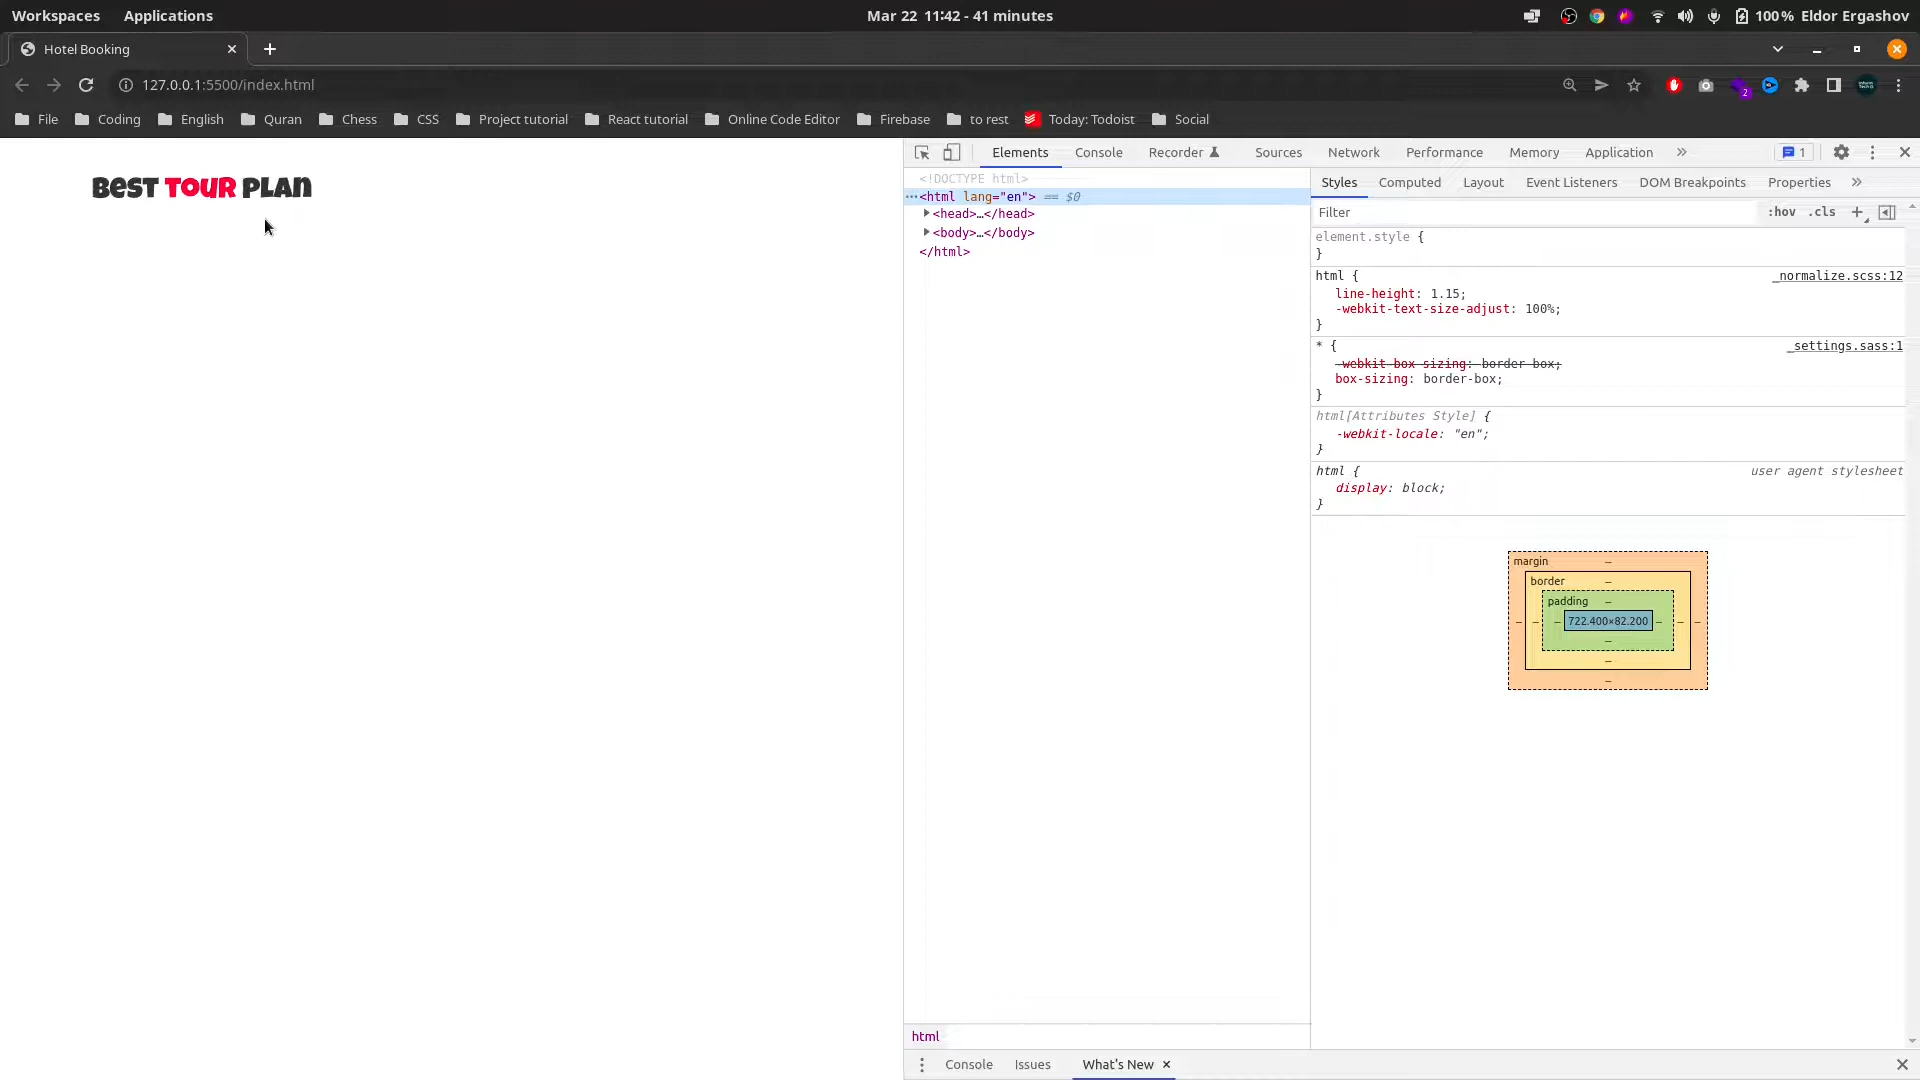 Workspaces Applications Mar 22 11:42 - 41 minutes 100% Eldor Ergashov
Hotel Booking
127.0.0.1:5500/index.html 2
File Coding English Quran Chess CSS Project tutorial React tutorial Online Code Editor Firebase to rest Today: Todoist Social
BEST TOUR PLAN
Elements Console Recorder Sources Network Performance Memory Application 1
<!DOCTYPE html>
<html lang="en"> == $0
<head>…</head>
<body>…</body>
</html>
html
Styles Computed Layout Event Listeners DOM Breakpoints Properties
Filter :hov .cls
element.style {
}
html { _normalize.scss:12
line-height: 1.15;
-webkit-text-size-adjust: 100%;
}
* { _settings.sass:1
-webkit-box-sizing: border-box;
box-sizing: border-box;
}
html[Attributes Style] {
-webkit-locale: "en";
}
html { user agent stylesheet
display: block;
}
margin –
border –
padding –
– – – 722.400×82.200 – – –
–
–
–
Console Issues What's New